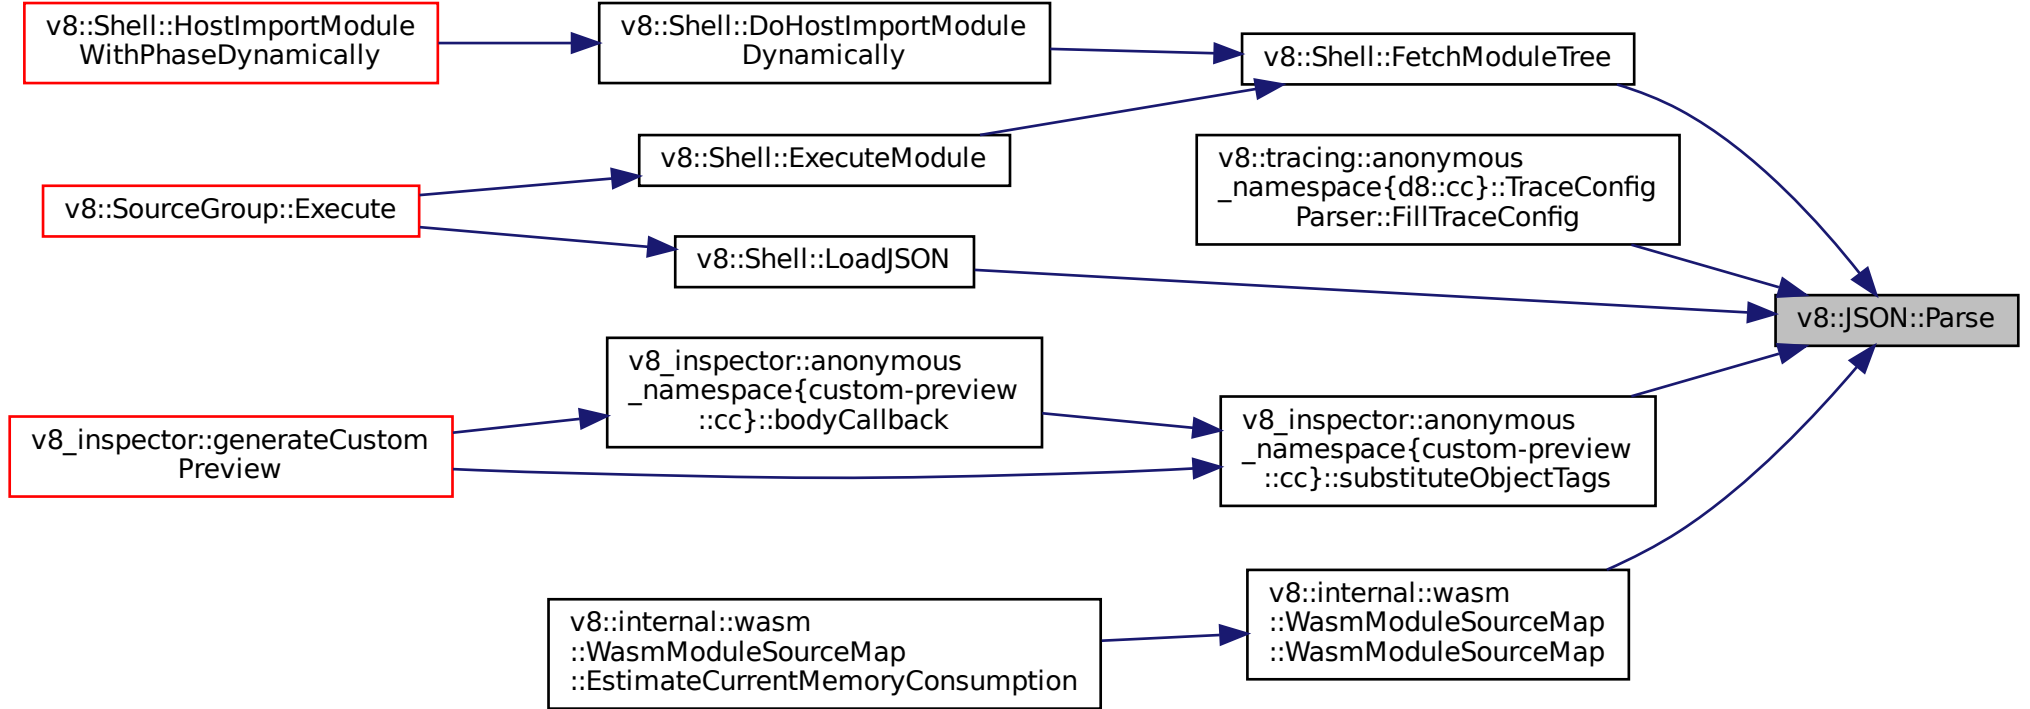 v8::Shell::HostImportModule
WithPhaseDynamically
v8::Shell::DoHostImportModule
Dynamically
v8::Shell::FetchModuleTree
v8::Shell::ExecuteModule
v8::tracing::anonymous
_namespace{d8::cc}::TraceConfig
Parser::FillTraceConfig
v8::SourceGroup::Execute
v8::Shell::LoadJSON
v8::JSON::Parse
v8_inspector::anonymous
_namespace{custom-preview
::cc}::bodyCallback
v8_inspector::generateCustom
Preview
v8_inspector::anonymous
_namespace{custom-preview
::cc}::substituteObjectTags
v8::internal::wasm
::WasmModuleSourceMap
::EstimateCurrentMemoryConsumption
v8::internal::wasm
::WasmModuleSourceMap
::WasmModuleSourceMap